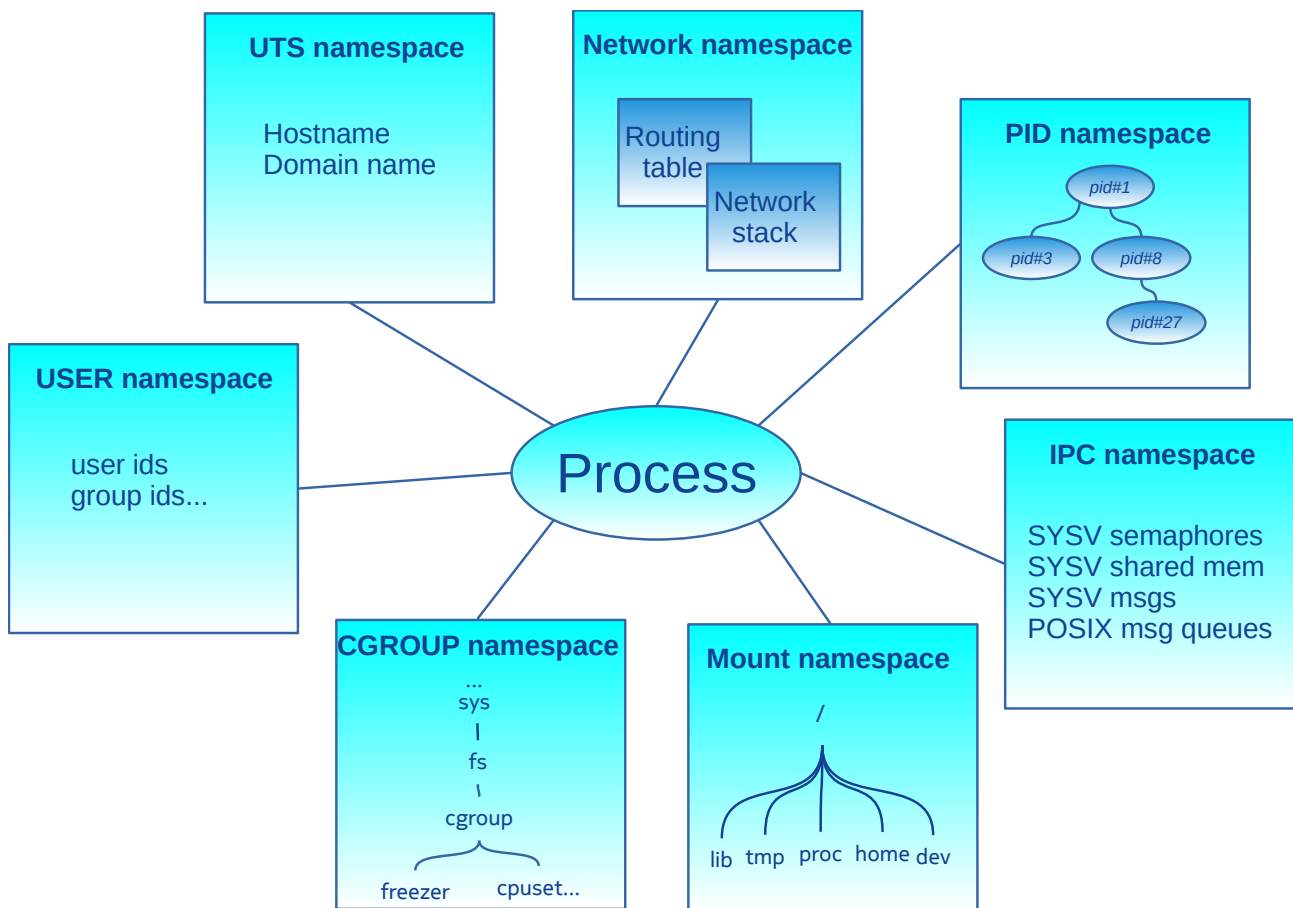 UTS namespace
Hostname
Domain name
Network namespace
Routing
table
Network
stack
PID namespace
pid#1
pid#3
pid#8
pid#27
USER namespace
user ids
group ids...
Process
IPC namespace
SYSV semaphores
SYSV shared mem
SYSV msgs
POSIX msg queues
CGROUP namespace
...
sys
fs
cgroup
freezer
cpuset...
Mount namespace
/
lib
tmp
proc
home
dev